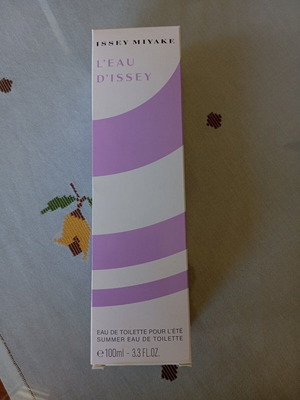 ISSEY MIYAKE
L'EAU
D'ISSEY
EAU DE TOILETTE POUR L'ÉTÉ
SUMMER EAU DE TOILETTE
℮100ml - 3.3 FL.OZ.